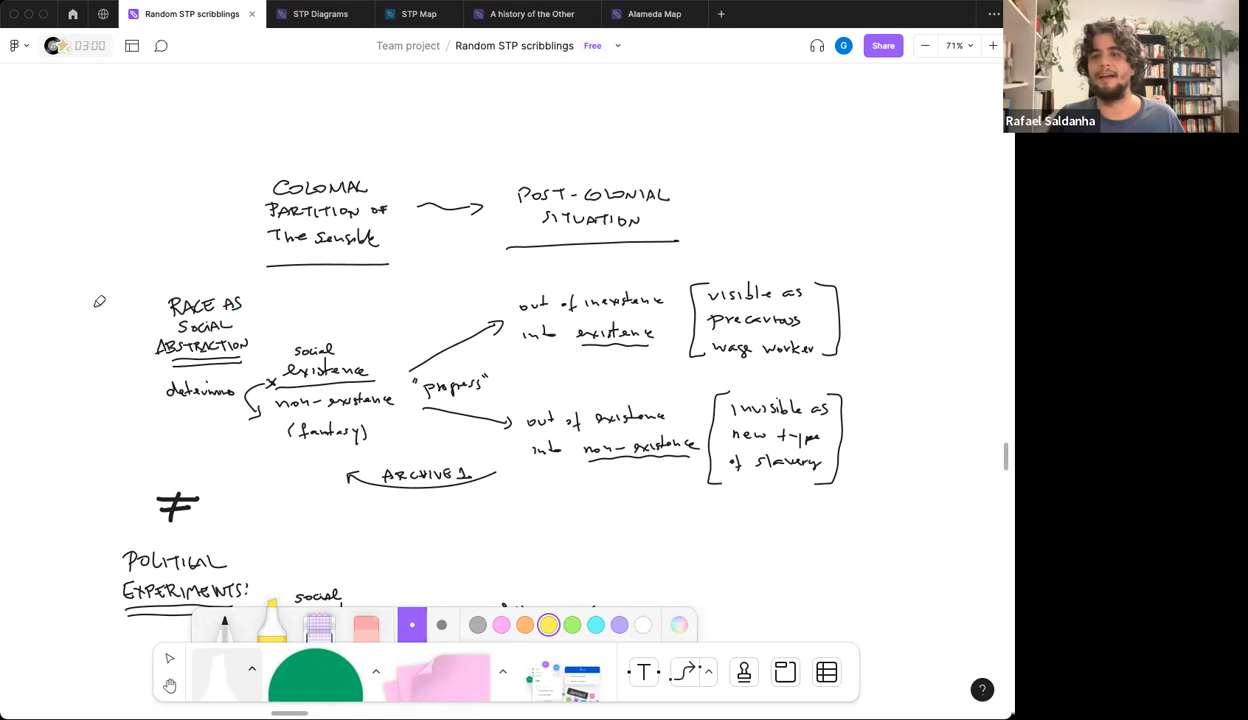 Random STP scribblings
STP Diagrams
STP Map
A history of the Other
Alameda Map
03:00
Team project / Random STP scribblings Free
G
Share
71%
Rafael Saldanha
COLONIAL
PARTITION OF
The Sensible
POST-COLONIAL
SITUATION
RACE AS
SOCIAL
ABSTRACTION
determines
social
existence
non-existence
(fantasy)
"progress"
out of inexistence
into existence
visible as
precarious
wage worker
out of existence
into non-existence
invisible as
new type
of slavery
ARCHIVE 1
≠
POLITICAL
EXPERIMENTS:
social
T
?